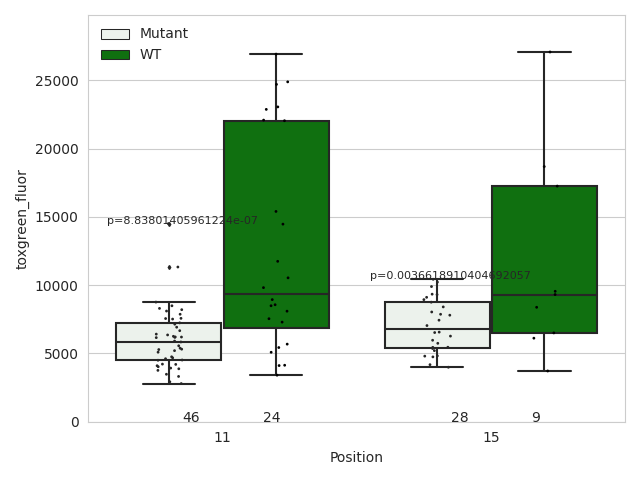 Mutant
WT
25000
20000
15000
10000
5000
0
toxgreen_fluor
p=8.83801405961224e-07
p=0.0036618910404692057
46
24
28
9
11
15
Position